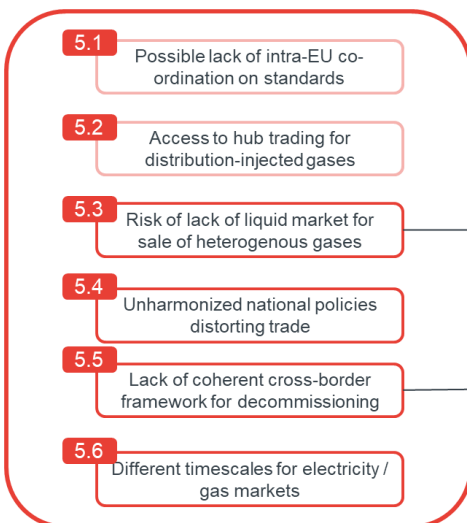 5.1
Possible lack of intra-EU co-
ordination on standards
5.2
Access to hub trading for
distribution-injected gases
5.3
Risk of lack of liquid market for
sale of heterogenous gases
5.4
Unharmonized national policies
distorting trade
5.5
Lack of coherent cross-border
framework for decommissioning
5.6
Different timescales for electricity /
gas markets